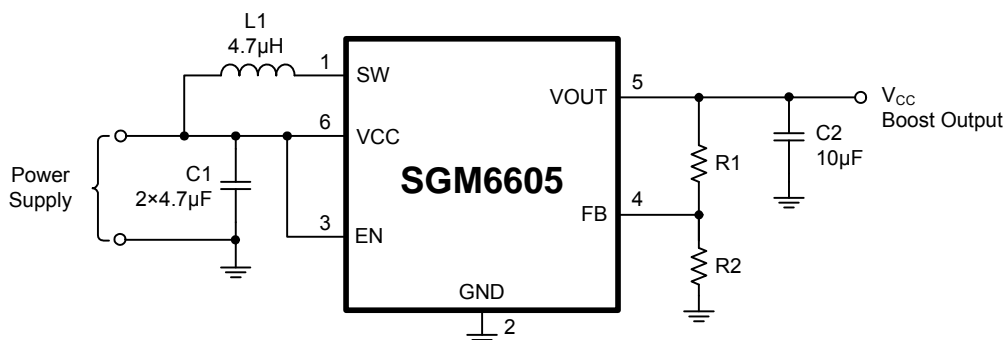 L1
4.7µH
1
SW
5
VOUT
V_CC
Boost Output
6
VCC
C1
2×4.7µF
Power
Supply
SGM6605
R1
C2
10µF
4
FB
3
EN
R2
GND
2